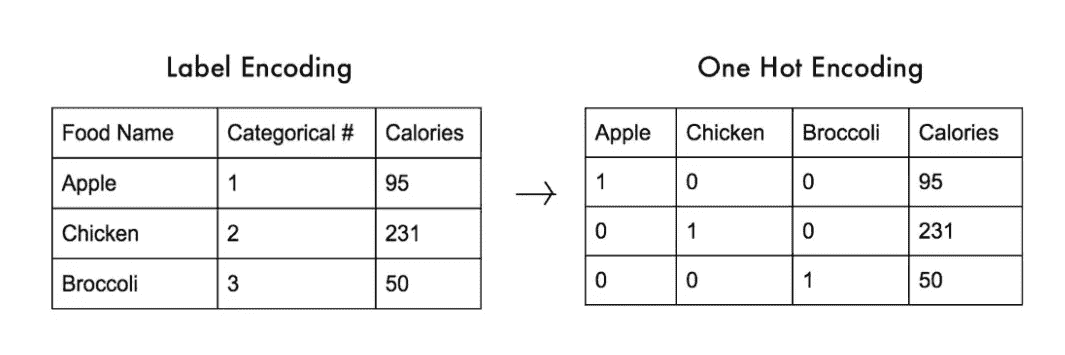 Label Encoding
Food Name Categorical # Calories
Apple 1 95
Chicken 2 231
Broccoli 3 50
→
One Hot Encoding
Apple Chicken Broccoli Calories
1 0 0 95
0 1 0 231
0 0 1 50